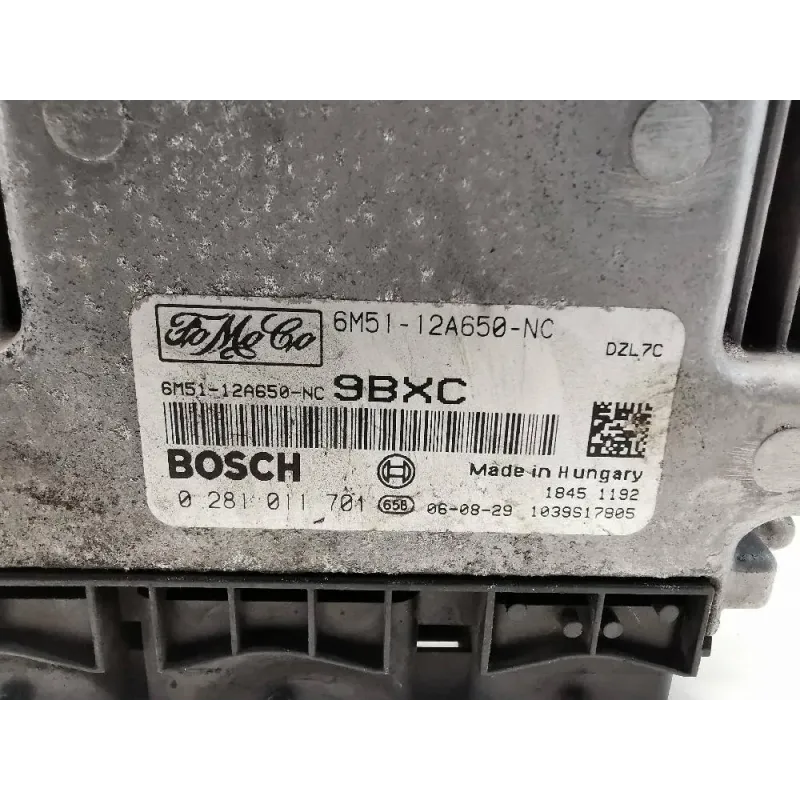 FoMoCo 6M51-12A650-NC
DZL7C
6M51-12A650-NC 9BXC
BOSCH
Made in Hungary
1845 1192
0 281 011 701 65B 06-08-29 1039S17805